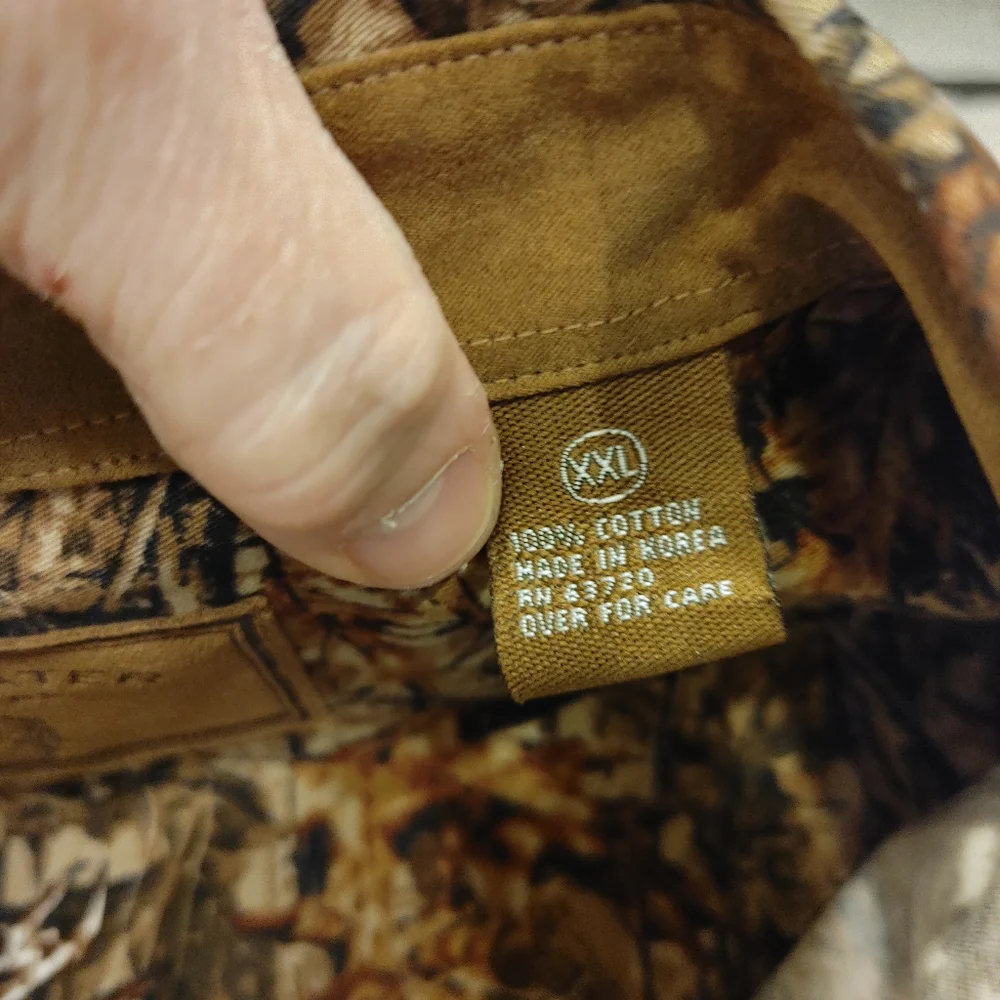 XXL
100% COTTON
MADE IN KOREA
RN 63720
OVER FOR CARE